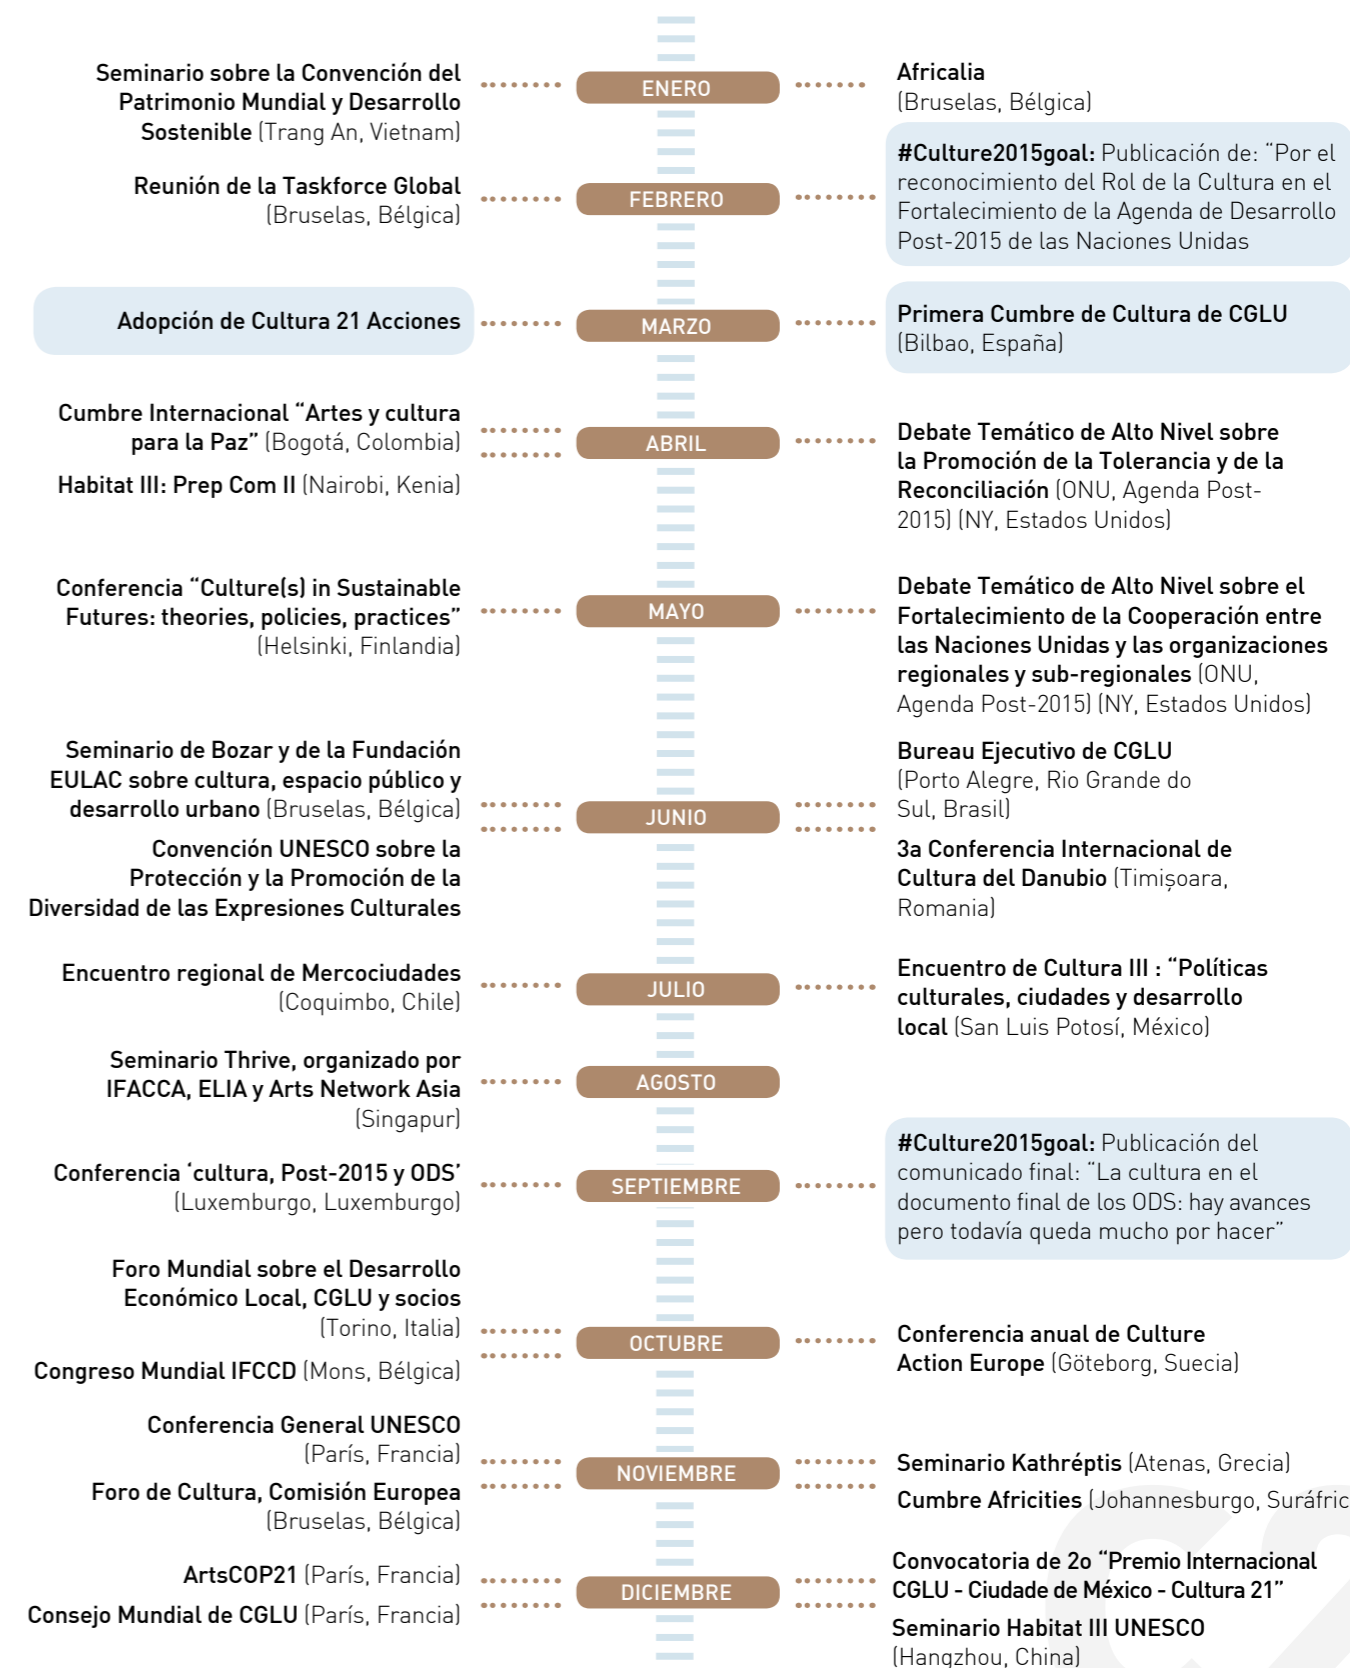 ENERO
Seminario sobre la Convención del
Patrimonio Mundial y Desarrollo
Sostenible (Trang An, Vietnam)
Africalia
(Bruselas, Bélgica)
FEBRERO
Reunión de la Taskforce Global
(Bruselas, Bélgica)
#Culture2015goal: Publicación de: “Por el
reconocimiento del Rol de la Cultura en el
Fortalecimiento de la Agenda de Desarrollo
Post-2015 de las Naciones Unidas
MARZO
Adopción de Cultura 21 Acciones
Primera Cumbre de Cultura de CGLU
(Bilbao, España)
ABRIL
Cumbre Internacional “Artes y cultura
para la Paz” (Bogotá, Colombia)
Habitat III: Prep Com II (Nairobi, Kenia)
Debate Temático de Alto Nivel sobre
la Promoción de la Tolerancia y de la
Reconciliación (ONU, Agenda Post-
2015) (NY, Estados Unidos)
MAYO
Conferencia “Culture(s) in Sustainable
Futures: theories, policies, practices”
(Helsinki, Finlandia)
Debate Temático de Alto Nivel sobre el
Fortalecimiento de la Cooperación entre
las Naciones Unidas y las organizaciones
regionales y sub-regionales (ONU,
Agenda Post-2015) (NY, Estados Unidos)
JUNIO
Seminario de Bozar y de la Fundación
EULAC sobre cultura, espacio público y
desarrollo urbano (Bruselas, Bélgica)
Convención UNESCO sobre la
Protección y la Promoción de la
Diversidad de las Expresiones Culturales
Bureau Ejecutivo de CGLU
(Porto Alegre, Rio Grande do
Sul, Brasil)
3a Conferencia Internacional de
Cultura del Danubio (Timișoara,
Romania)
JULIO
Encuentro regional de Mercociudades
(Coquimbo, Chile)
Encuentro de Cultura III : “Políticas
culturales, ciudades y desarrollo
local (San Luis Potosí, México)
AGOSTO
Seminario Thrive, organizado por
IFACCA, ELIA y Arts Network Asia
(Singapur)
SEPTIEMBRE
Conferencia ‘cultura, Post-2015 y ODS’
(Luxemburgo, Luxemburgo)
#Culture2015goal: Publicación del
comunicado final: “La cultura en el
documento final de los ODS: hay avances
pero todavía queda mucho por hacer”
OCTUBRE
Foro Mundial sobre el Desarrollo
Económico Local, CGLU y socios
(Torino, Italia)
Congreso Mundial IFCCD (Mons, Bélgica)
Conferencia anual de Culture
Action Europe (Göteborg, Suecia)
NOVIEMBRE
Conferencia General UNESCO
(París, Francia)
Foro de Cultura, Comisión Europea
(Bruselas, Bélgica)
Seminario Kathréptis (Atenas, Grecia)
Cumbre Africities (Johannesburgo, Suráfric
DICIEMBRE
ArtsCOP21 (París, Francia)
Consejo Mundial de CGLU (París, Francia)
Convocatoria de 2o “Premio Internacional
CGLU - Ciudade de México - Cultura 21”
Seminario Habitat III UNESCO
(Hangzhou, China)